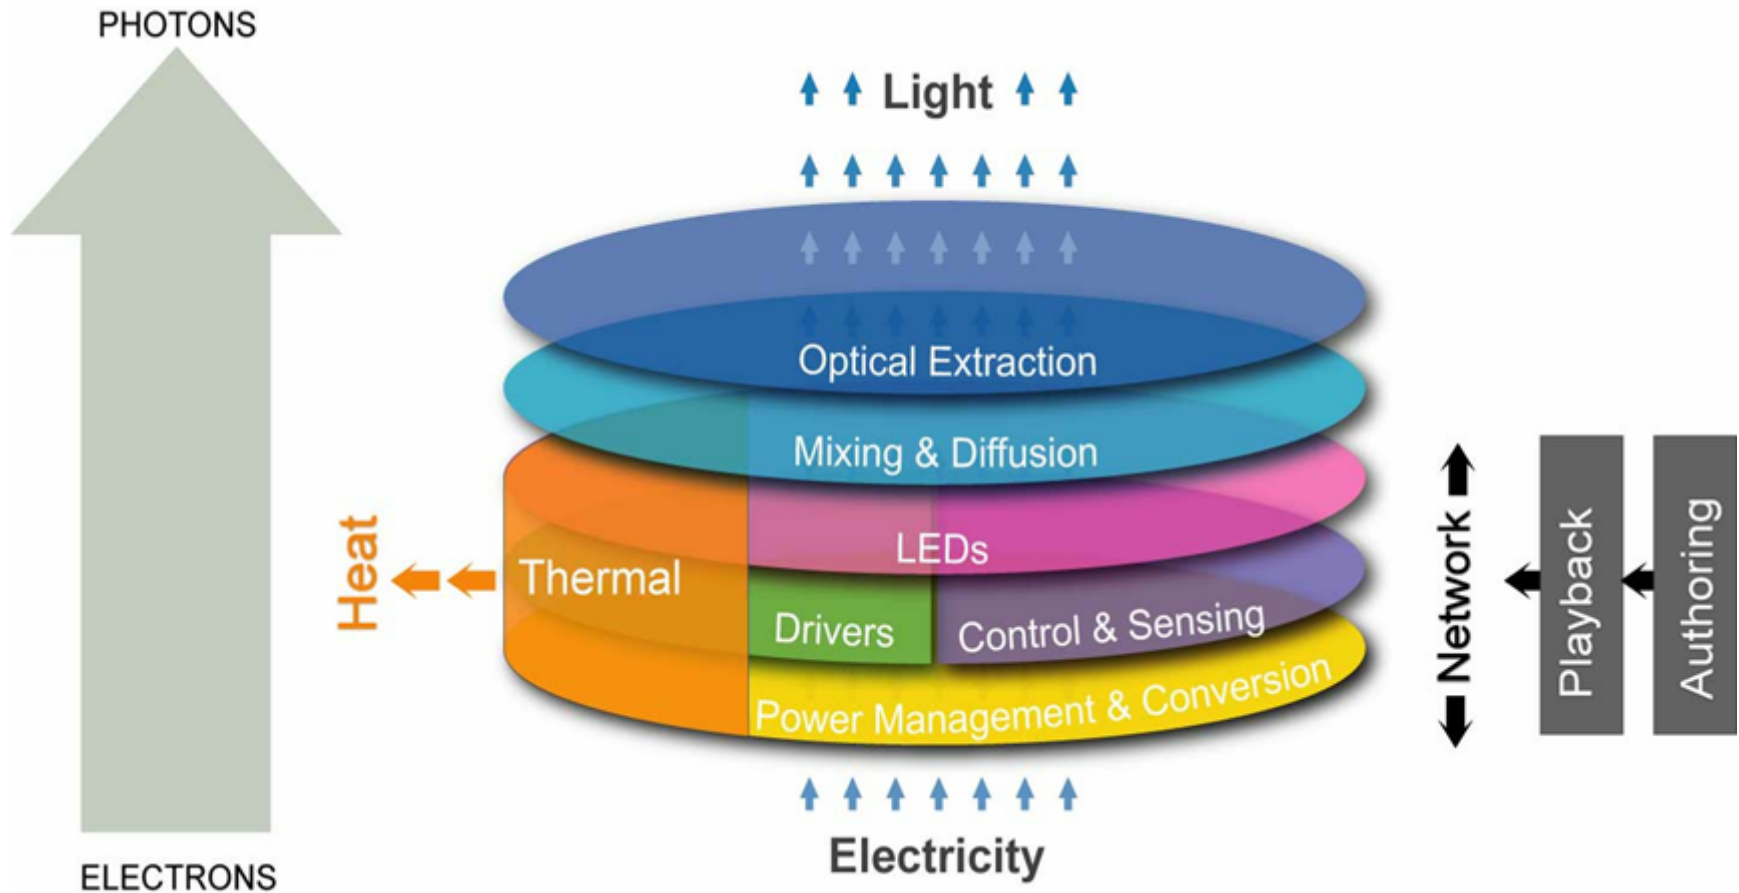 PHOTONS
Light
Optical Extraction
Mixing & Diffusion
LEDs
Thermal
Heat
Drivers
Control & Sensing
Power Management & Conversion
Network
Playback
Authoring
Electricity
ELECTRONS